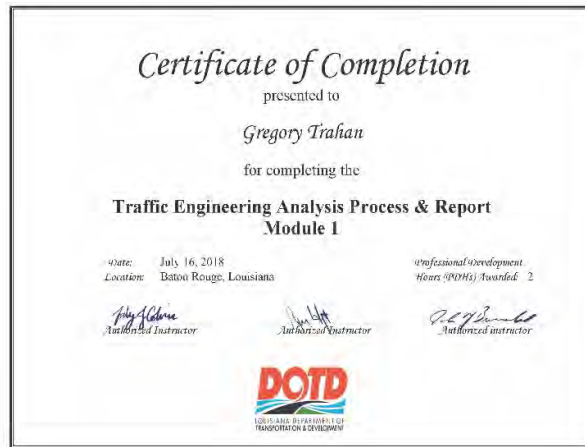 Certificate of Completion
presented to
Gregory Trahan
for completing the
Traffic Engineering Analysis Process & Report
Module 1
Date: July 16, 2018
Location: Baton Rouge, Louisiana
Professional Development
Hours (PDHs) Awarded: 2
Authorized Instructor
Authorized Instructor
Authorized instructor
DOTD
LOUISIANA DEPARTMENT OF
TRANSPORTATION & DEVELOPMENT